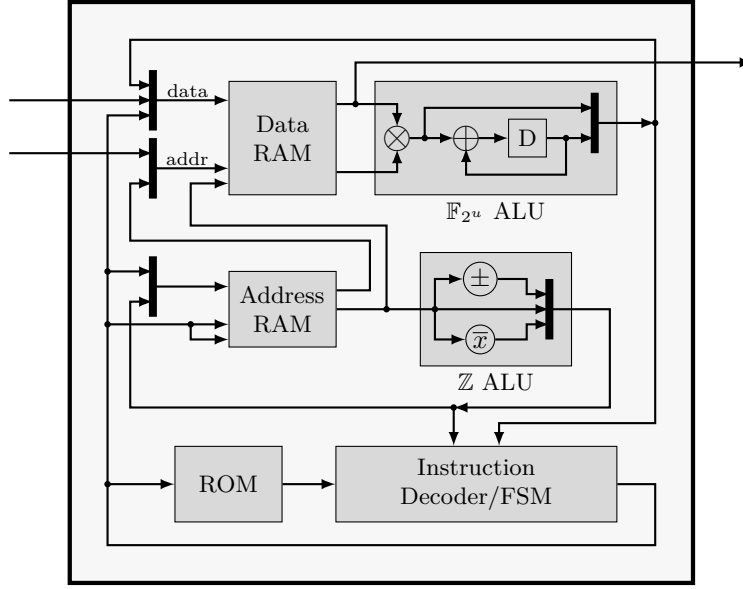 data
Data
RAM
addr
D
𝔽₂ᵤ ALU
Address
RAM
±
x̅
ℤ ALU
ROM
Instruction
Decoder/FSM